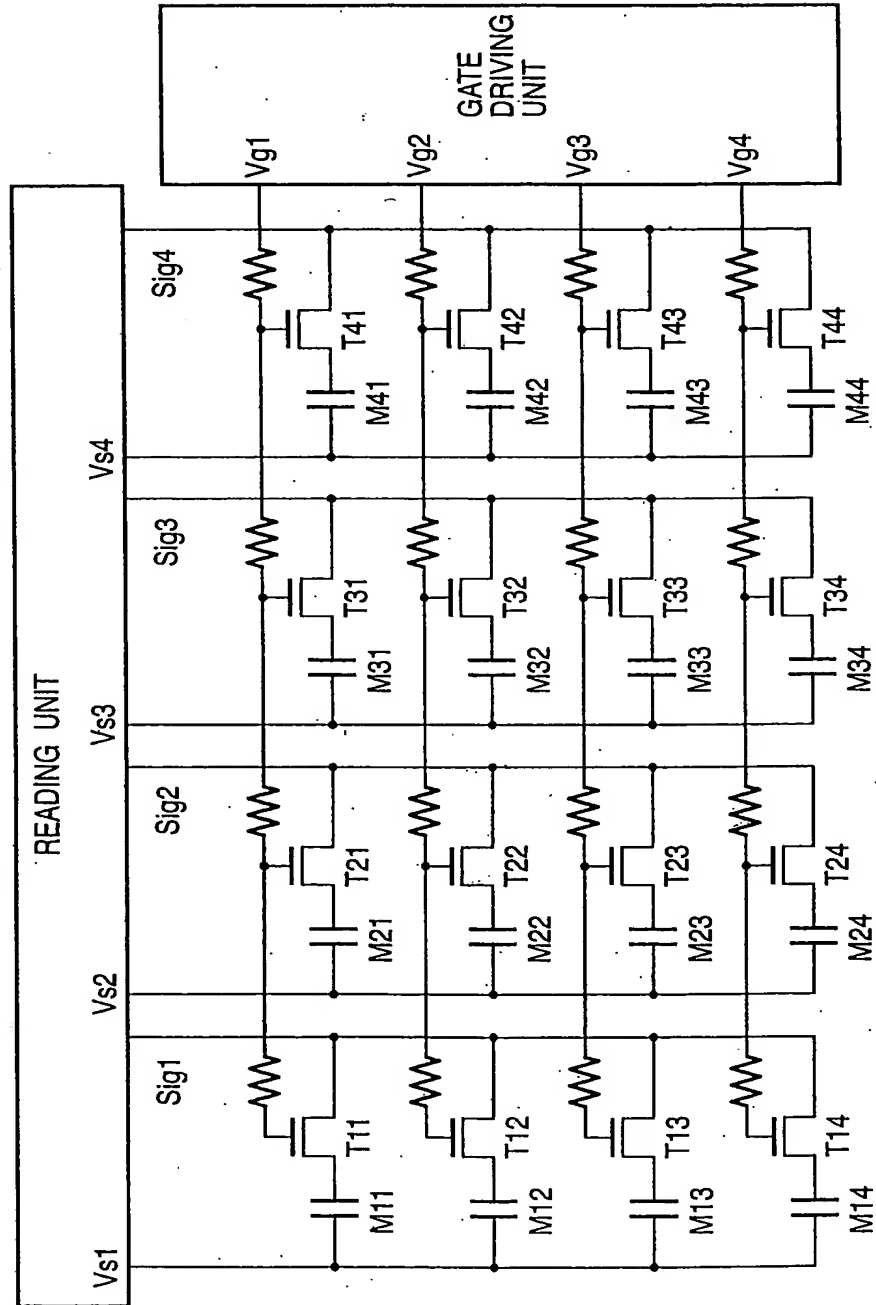 READING UNIT
Vs1
Vs2
Vs3
Vs4
Sig1
Sig2
Sig3
Sig4
GATE
DRIVING
UNIT
Vg1
Vg2
Vg3
Vg4
T11
T21
T31
T41
M11
M21
M31
M41
T12
T22
T32
T42
M12
M22
M32
M42
T13
T23
T33
T43
M13
M23
M33
M43
T14
T24
T34
T44
M14
M24
M34
M44